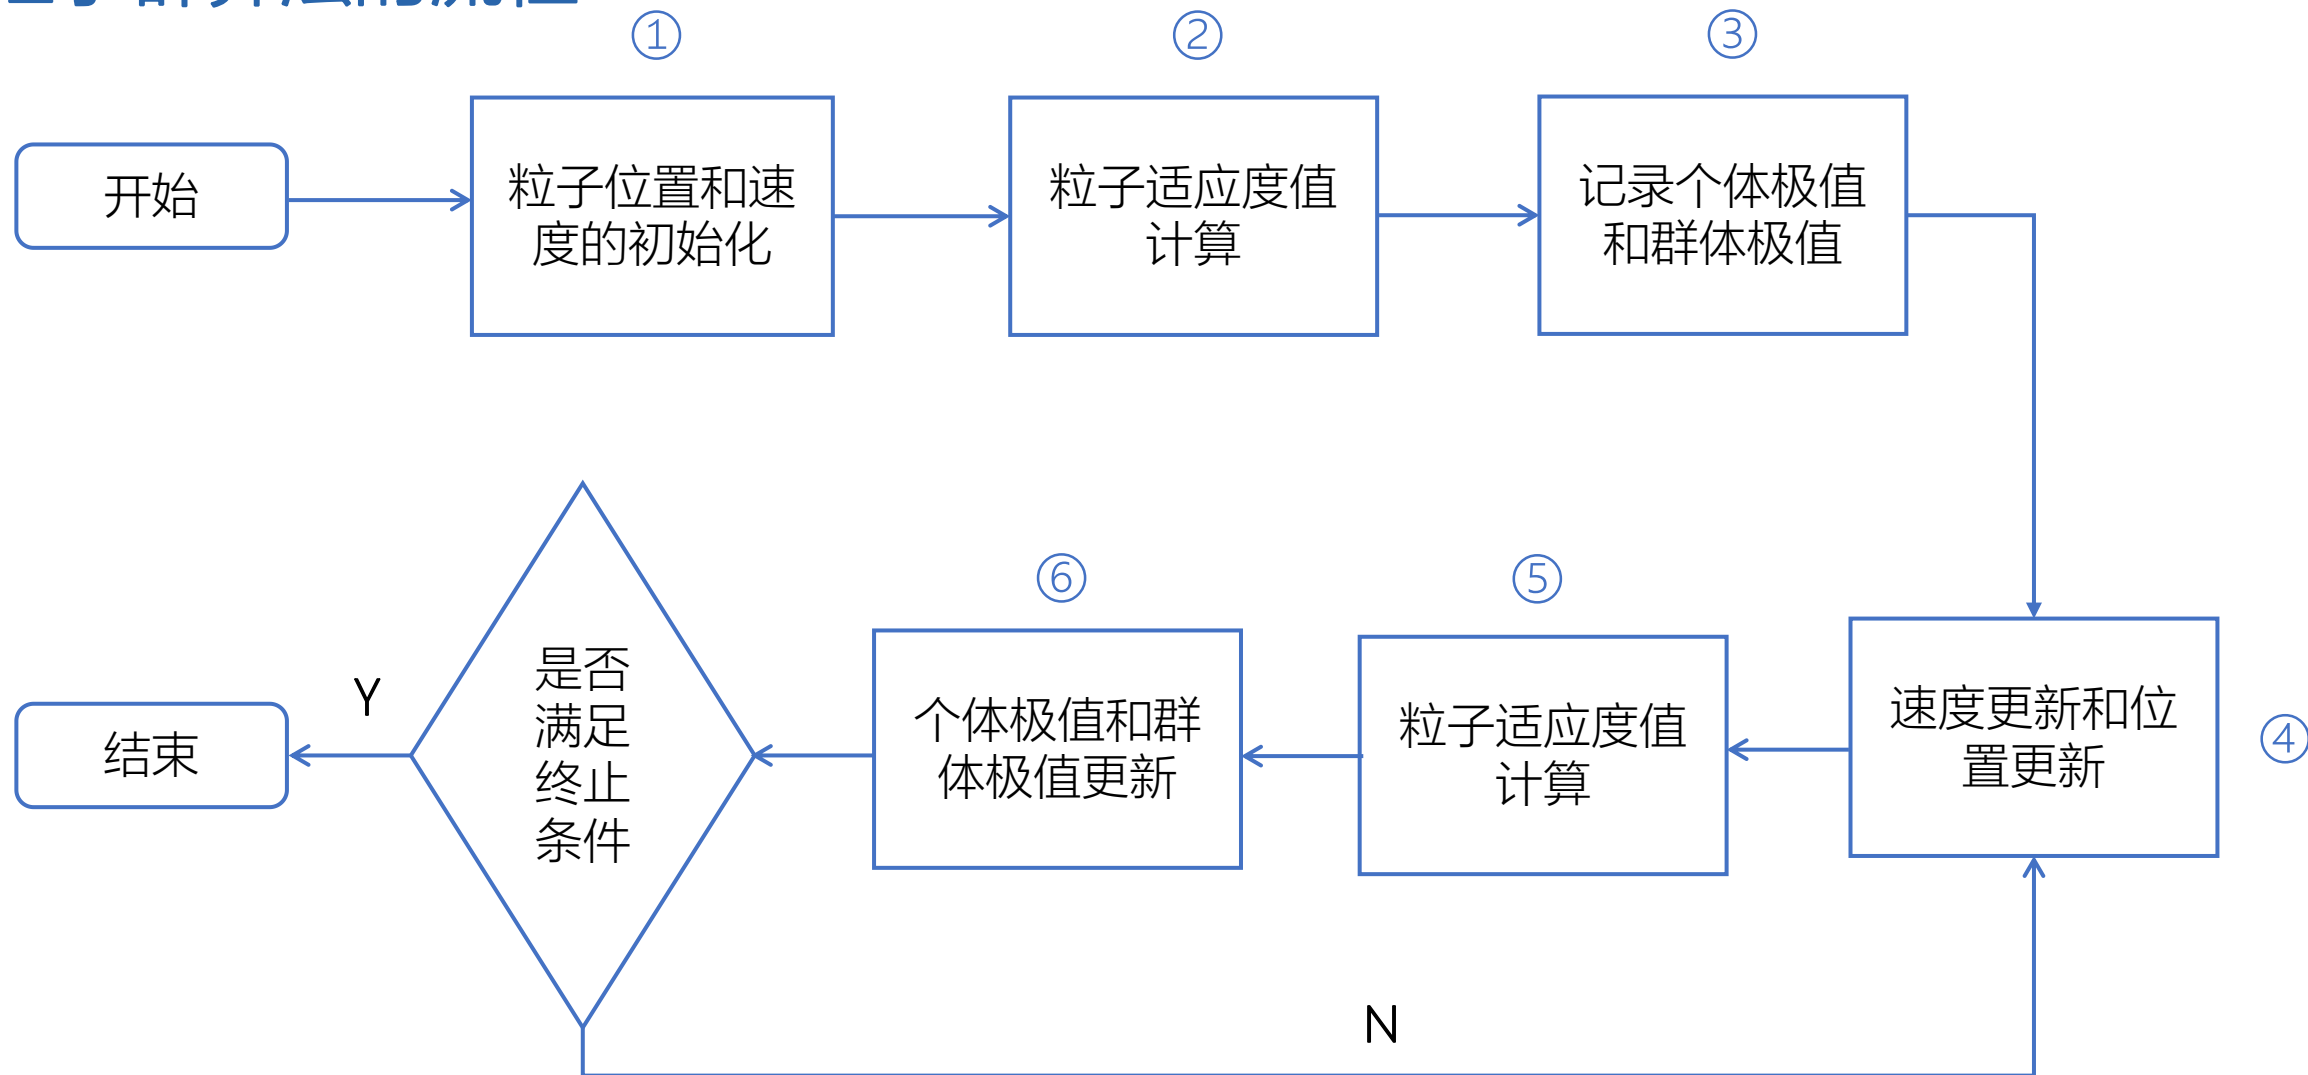 ①
②
③
开始
粒子位置和速
度的初始化
粒子适应度值
计算
记录个体极值
和群体极值
⑥
⑤
④
Y
结束
是否
满足
终止
条件
个体极值和群
体极值更新
粒子适应度值
计算
速度更新和位
置更新
N